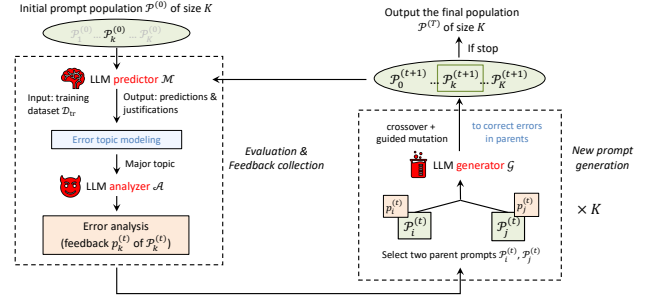 Initial prompt population 𝒫^(0) of size K
𝒫_1^(0) ... 𝒫_k^(0) ... 𝒫_K^(0)
LLM predictor ℳ
Input: training
dataset 𝒟_tr
Output: predictions &
justifications
Error topic modeling
Major topic
LLM analyzer 𝒜
Error analysis
(feedback p_k^(t) of 𝒫_k^(t))
Evaluation &
Feedback collection
Output the final population
𝒫^(T) of size K
If stop
𝒫_0^(t+1) ... 𝒫_k^(t+1) ... 𝒫_K^(t+1)
crossover +
guided mutation
to correct errors
in parents
LLM generator 𝒢
p_i^(t)
𝒫_i^(t)
p_j^(t)
𝒫_j^(t)
Select two parent prompts 𝒫_i^(t), 𝒫_j^(t)
New prompt
generation
× K